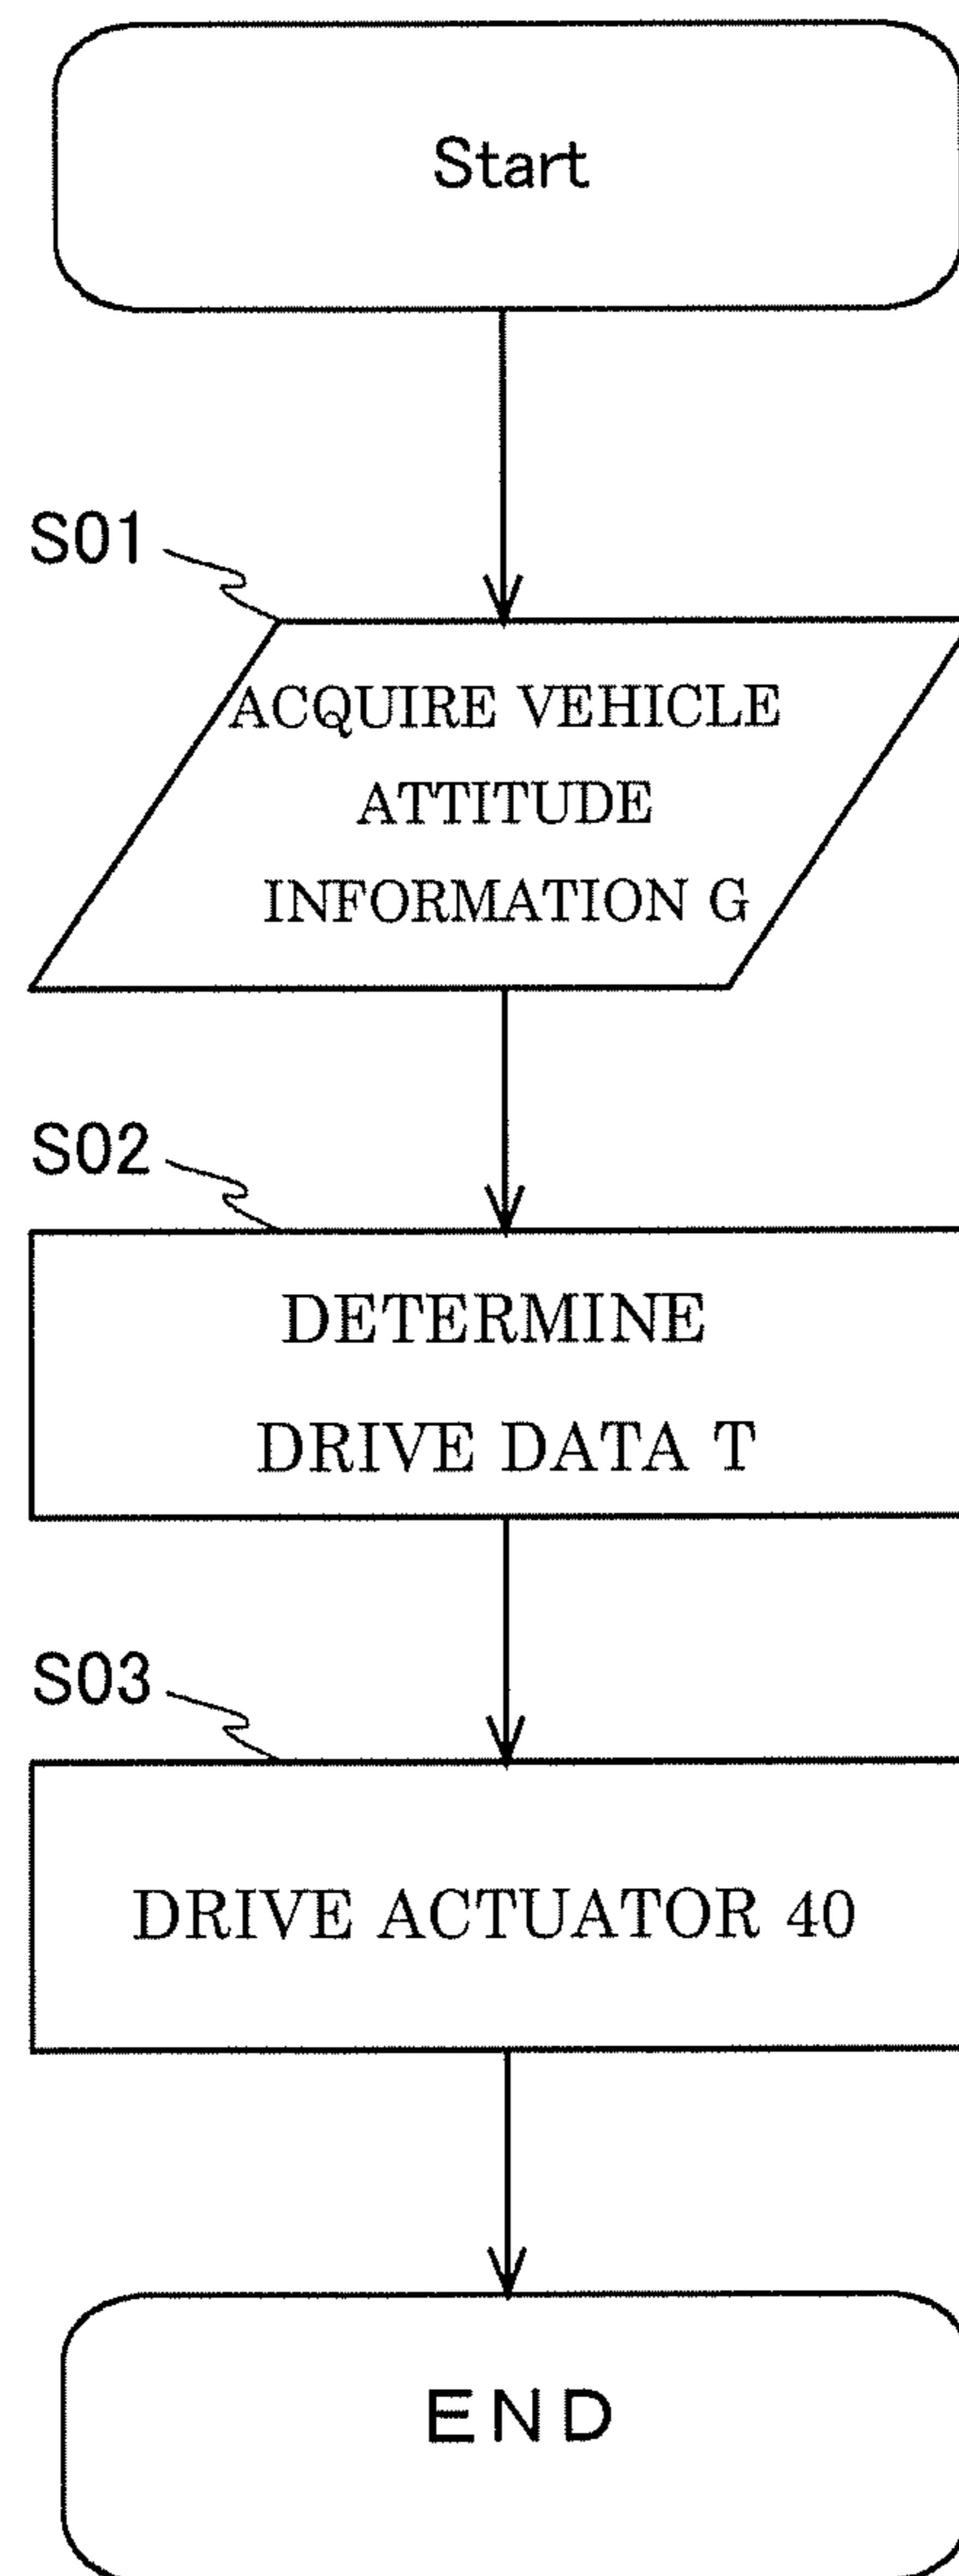 Start
S01
ACQUIRE VEHICLE
ATTITUDE
INFORMATION G
S02
DETERMINE
DRIVE DATA T
S03
DRIVE ACTUATOR 40
END